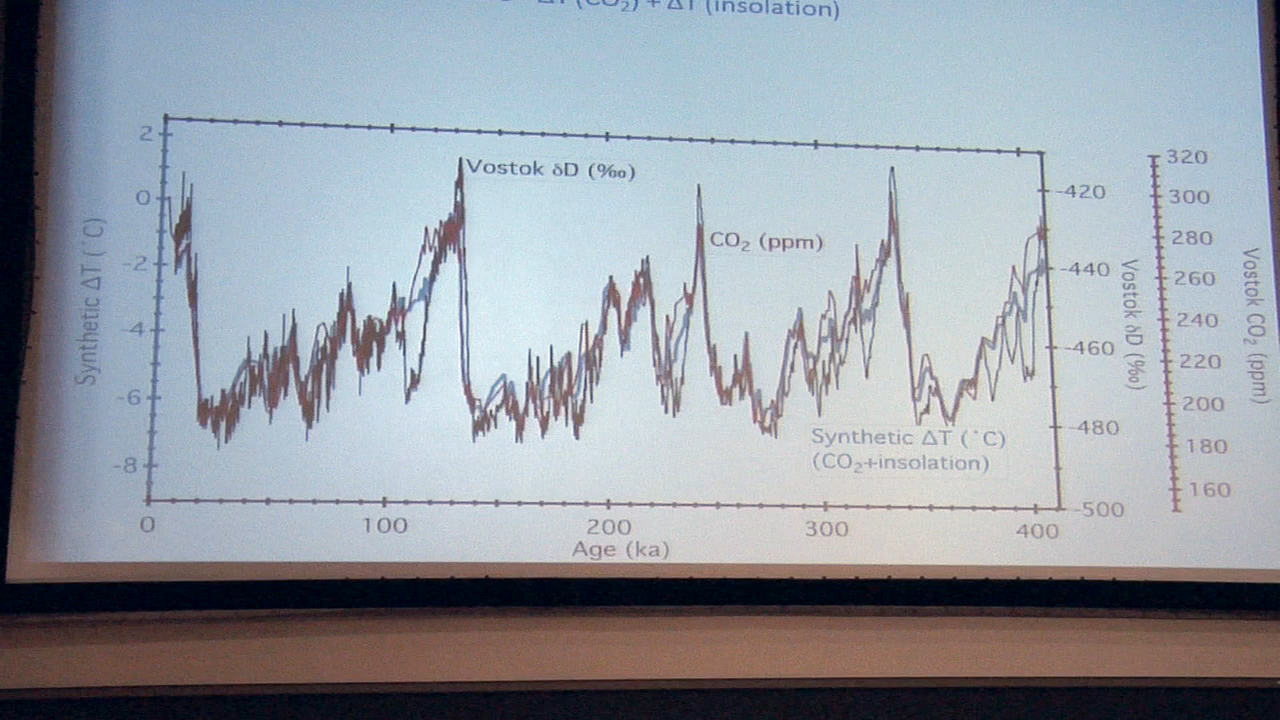 ΔT (CO₂) + ΔT (insolation)
2
0
-2
-4
-6
-8
Synthetic ΔT (˚C)
Vostok δD (‰)
CO₂ (ppm)
Synthetic ΔT (˚C)
(CO₂+insolation)
-420
-440
-460
-480
-500
Vostok δD (‰)
320
300
280
260
240
220
200
180
160
Vostok CO₂ (ppm)
0
100
200
300
400
Age (ka)